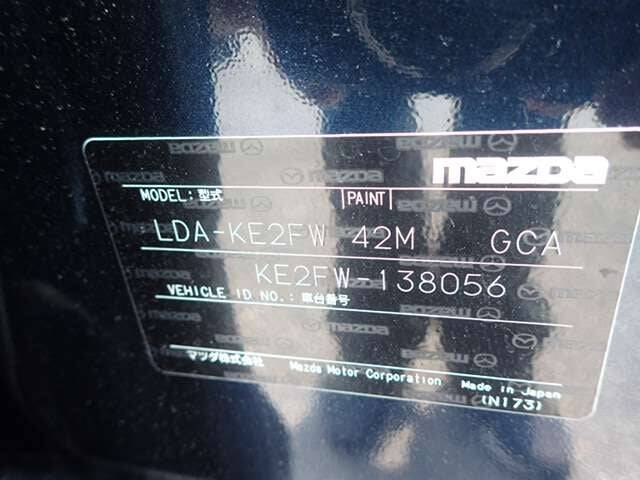 mazda
MODEL:型式 |PAINT|
LDA-KE2FW 42M GCA
KE2FW-138056
VEHICLE ID NO.:車台番号
マツダ株式会社 Mazda Motor Corporation Made in Japan
(N173)